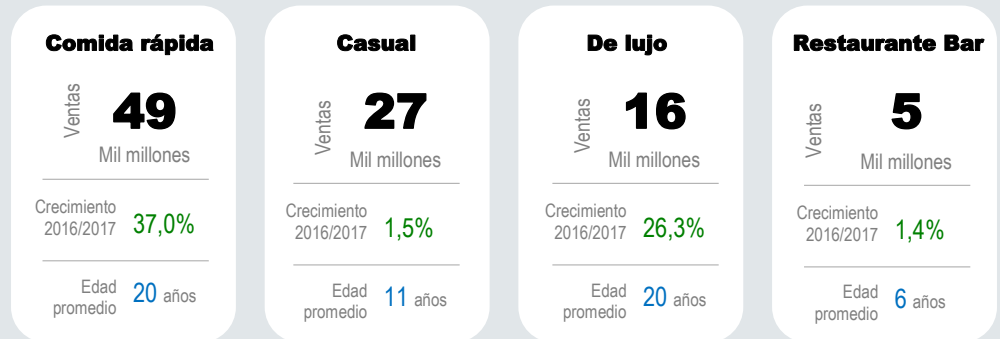 Comida rápida
Ventas
49
Mil millones
Crecimiento
2016/2017
37,0%
Edad
promedio
20 años
Casual
Ventas
27
Mil millones
Crecimiento
2016/2017
1,5%
Edad
promedio
11 años
De lujo
Ventas
16
Mil millones
Crecimiento
2016/2017
26,3%
Edad
promedio
20 años
Restaurante Bar
Ventas
5
Mil millones
Crecimiento
2016/2017
1,4%
Edad
promedio
6 años